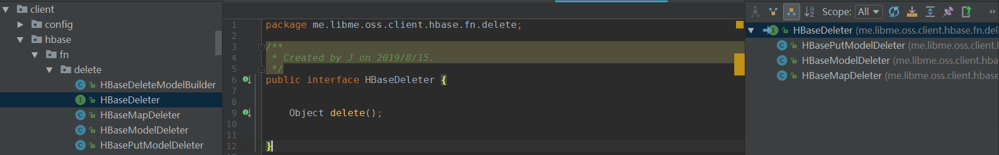 client
config
hbase
fn
delete
HBaseDeleteModelBuilder
HBaseDeleter
HBaseMapDeleter
HBaseModelDeleter
HBasePutModelDeleter
1 package me.libme.oss.client.hbase.fn.delete;
2
3 /**
4 * Created by J on 2019/8/15.
5 */
6 public interface HBaseDeleter {
7
8
9 Object delete();
10
11
12 }
Scope: All »
HBaseDeleter (me.libme.oss.client.hbase.fn.del
HBasePutModelDeleter (me.libme.oss.client.h
HBaseModelDeleter (me.libme.oss.client.hba
HBaseMapDeleter (me.libme.oss.client.hbase